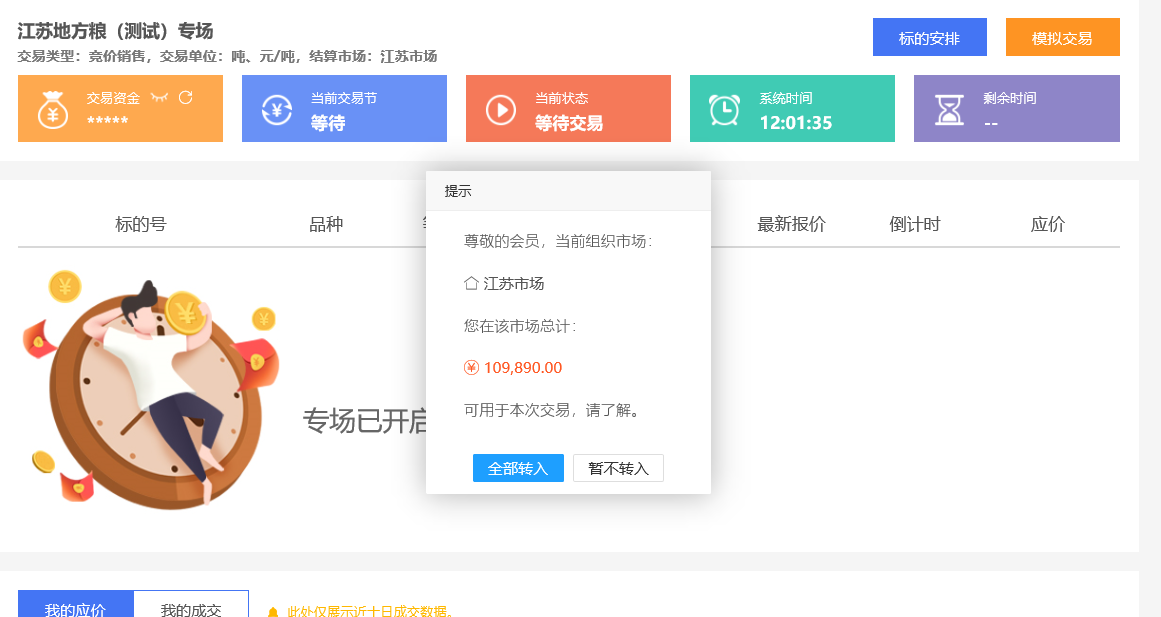 江苏地方粮（测试）专场
标的安排
模拟交易
交易类型：竞价销售，交易单位：吨、元/吨，结算市场：江苏市场
交易资金
*****
当前交易节
等待
当前状态
等待交易
系统时间
12:01:35
剩余时间
--
提示
标的号
品种
最新报价
倒计时
应价
尊敬的会员，当前组织市场：
江苏市场
您在该市场总计：
109,890.00
可用于本次交易，请了解。
专场已开启
全部转入
暂不转入
我的应价
我的成交
此处仅展示近十日成交数据。